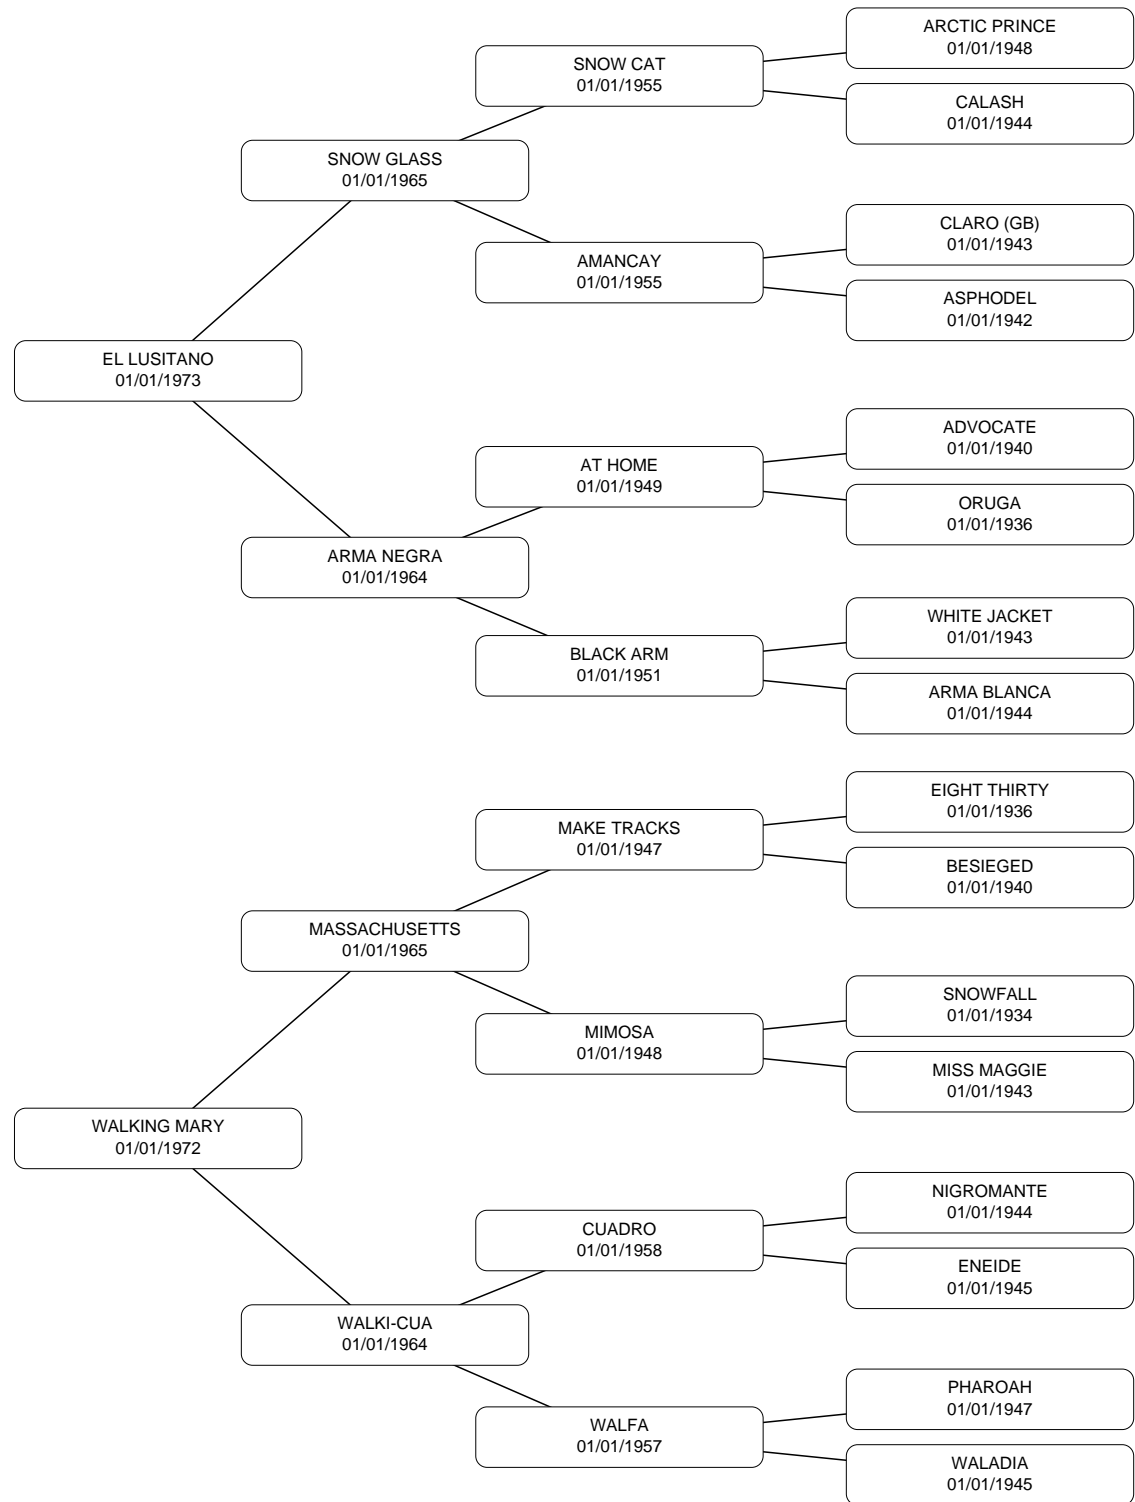 ARCTIC PRINCE
01/01/1948
SNOW CAT
01/01/1955
CALASH
01/01/1944
SNOW GLASS
01/01/1965
CLARO (GB)
01/01/1943
AMANCAY
01/01/1955
ASPHODEL
01/01/1942
EL LUSITANO
01/01/1973
ADVOCATE
01/01/1940
AT HOME
01/01/1949
ORUGA
01/01/1936
ARMA NEGRA
01/01/1964
WHITE JACKET
01/01/1943
BLACK ARM
01/01/1951
ARMA BLANCA
01/01/1944
EIGHT THIRTY
01/01/1936
MAKE TRACKS
01/01/1947
BESIEGED
01/01/1940
MASSACHUSETTS
01/01/1965
SNOWFALL
01/01/1934
MIMOSA
01/01/1948
MISS MAGGIE
01/01/1943
WALKING MARY
01/01/1972
NIGROMANTE
01/01/1944
CUADRO
01/01/1958
ENEIDE
01/01/1945
WALKI-CUA
01/01/1964
PHAROAH
01/01/1947
WALFA
01/01/1957
WALADIA
01/01/1945